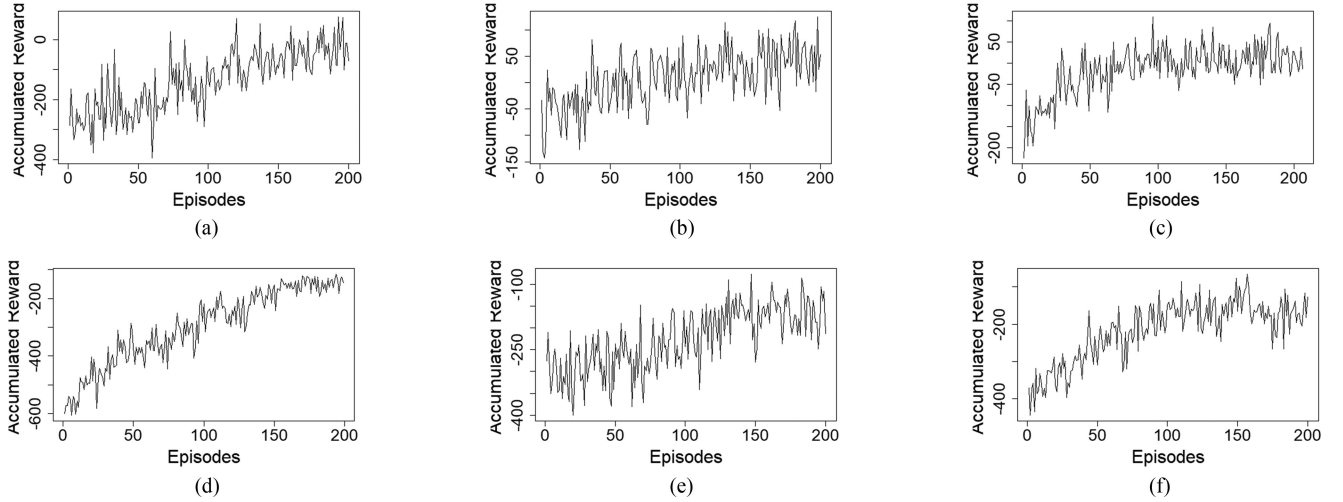 Accumulated Reward
0
-200
-400
0 50 100 150 200
Episodes
(a)
Accumulated Reward
50
-50
-150
0 50 100 150 200
Episodes
(b)
Accumulated Reward
50
-50
-200
0 50 100 150 200
Episodes
(c)
Accumulated Reward
-200
-400
-600
0 50 100 150 200
Episodes
(d)
Accumulated Reward
-100
-250
-400
0 50 100 150 200
Episodes
(e)
Accumulated Reward
-200
-400
0 50 100 150 200
Episodes
(f)